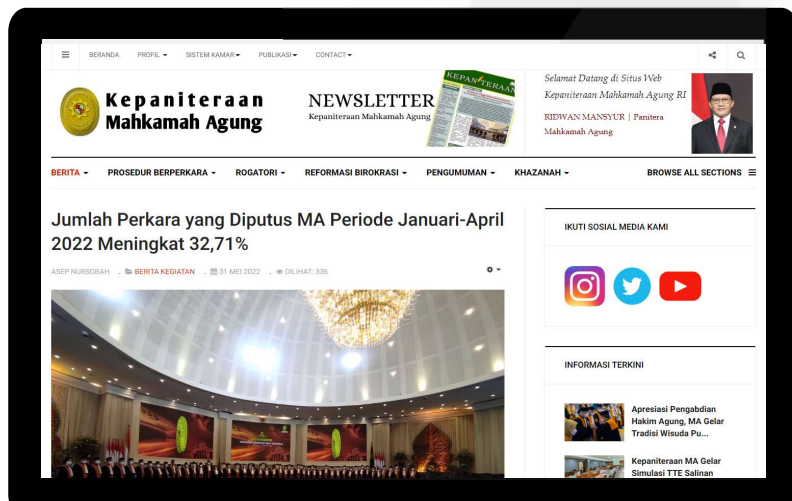 BERANDA PROFIL SISTEM KAMAR PUBLIKASI CONTACT
Kepaniteraan
Mahkamah Agung
NEWSLETTER
Kepaniteraan Mahkamah Agung
KEPANITERAAN
Selamat Datang di Situs Web
Kepaniteraan Mahkamah Agung RI
RIDWAN MANSYUR | Panitera
Mahkamah Agung
BERITA PROSEDUR BERPERKARA ROGATORI REFORMASI BIROKRASI PENGUMUMAN KHAZANAH BROWSE ALL SECTIONS
Jumlah Perkara yang Diputus MA Periode Januari-April
2022 Meningkat 32,71%
ASEP NURSOBAH , BERITA KEGIATAN , 31 MEI 2022 , DILIHAT: 336
IKUTI SOSIAL MEDIA KAMI
INFORMASI TERKINI
Apresiasi Pengabdian
Hakim Agung, MA Gelar
Tradisi Wisuda Pu...
Kepaniteraan MA Gelar
Simulasi TTE Salinan